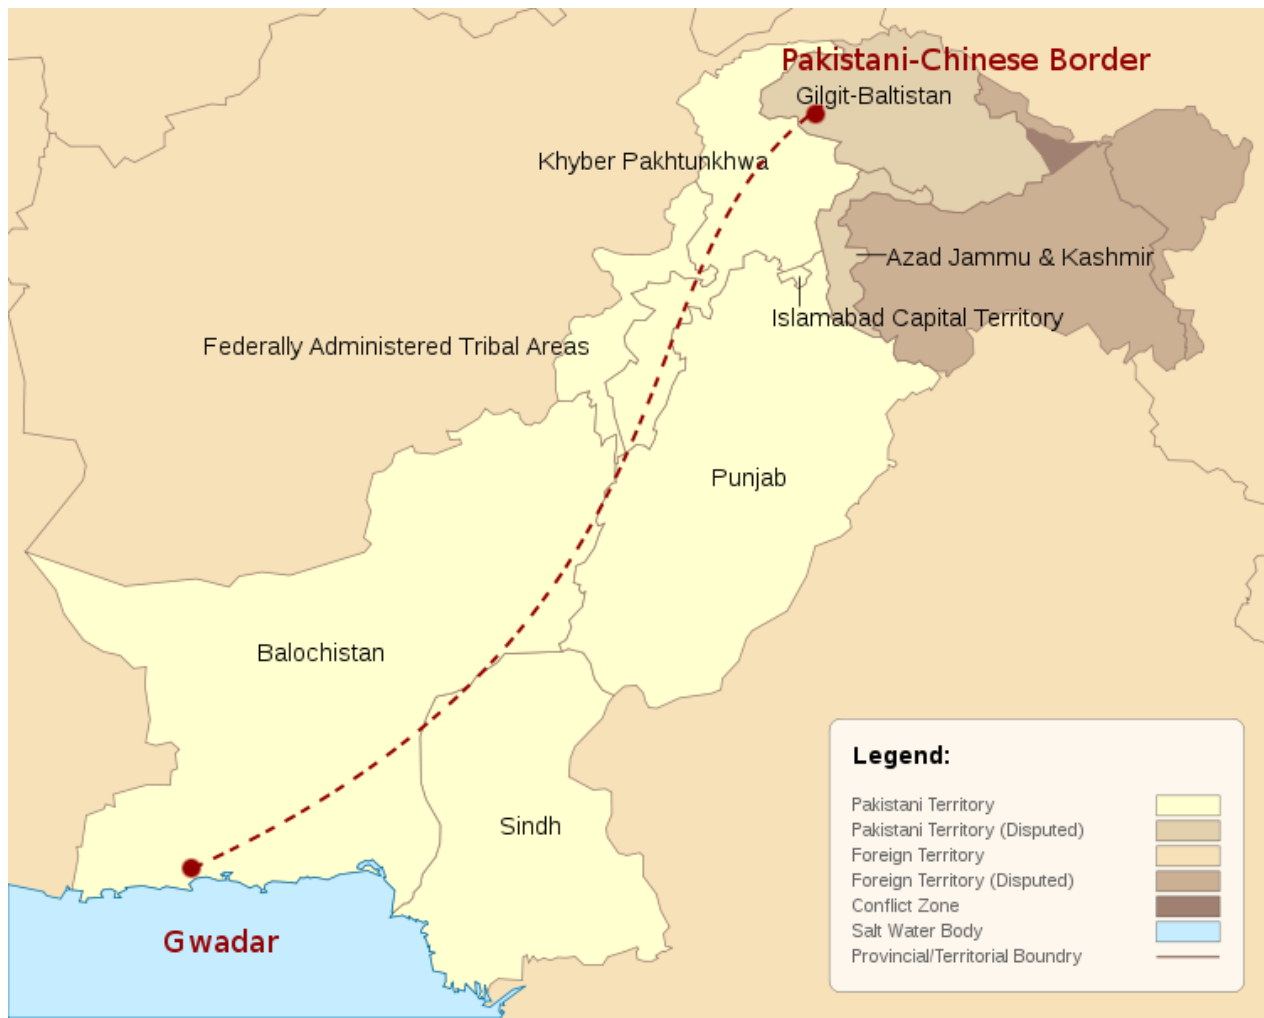 Pakistani-Chinese Border
Gilgit-Baltistan
Khyber Pakhtunkhwa
Azad Jammu & Kashmir
Islamabad Capital Territory
Federally Administered Tribal Areas
Punjab
Balochistan
Sindh
Gwadar
Legend:
Pakistani Territory
Pakistani Territory (Disputed)
Foreign Territory
Foreign Territory (Disputed)
Conflict Zone
Salt Water Body
Provincial/Territorial Boundry